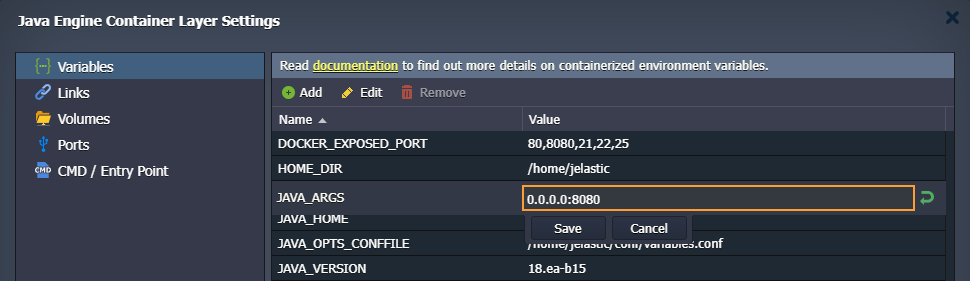 Java Engine Container Layer Settings
Variables
Links
Volumes
Ports
CMD CMD / Entry Point
Read documentation to find out more details on containerized environment variables.
Add Edit Remove
Name Value
DOCKER_EXPOSED_PORT 80,8080,21,22,25
HOME_DIR /home/jelastic
JAVA_ARGS 0.0.0.0:8080
JAVA_HOME
Save Cancel
JAVA_OPTS_CONFFILE /home/jelastic/conf/variables.conf
JAVA_VERSION 18.ea-b15